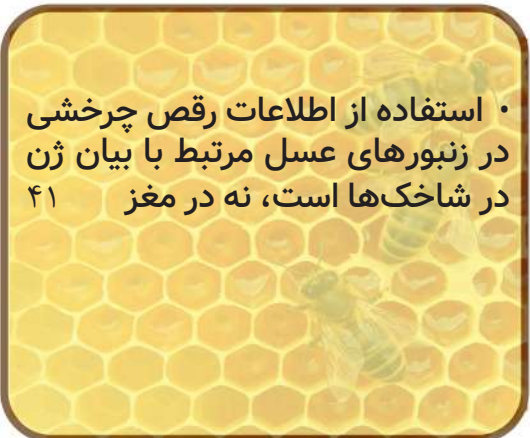 • استفاده از اطلاعات رقص چرخشی
در زنبورهای عسل مرتبط با بیان ژن
در شاخک‌ها است، نه در مغز ۴۱